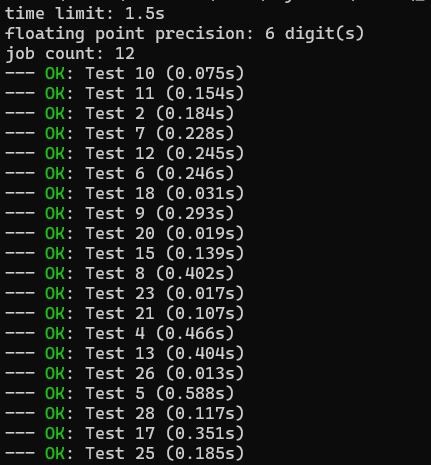 time limit: 1.5s
floating point precision: 6 digit(s)
job count: 12
--- OK: Test 10 (0.075s)
--- OK: Test 11 (0.154s)
--- OK: Test 2 (0.184s)
--- OK: Test 7 (0.228s)
--- OK: Test 12 (0.245s)
--- OK: Test 6 (0.246s)
--- OK: Test 18 (0.031s)
--- OK: Test 9 (0.293s)
--- OK: Test 20 (0.019s)
--- OK: Test 15 (0.139s)
--- OK: Test 8 (0.402s)
--- OK: Test 23 (0.017s)
--- OK: Test 21 (0.107s)
--- OK: Test 4 (0.466s)
--- OK: Test 13 (0.404s)
--- OK: Test 26 (0.013s)
--- OK: Test 5 (0.588s)
--- OK: Test 28 (0.117s)
--- OK: Test 17 (0.351s)
--- OK: Test 25 (0.185s)